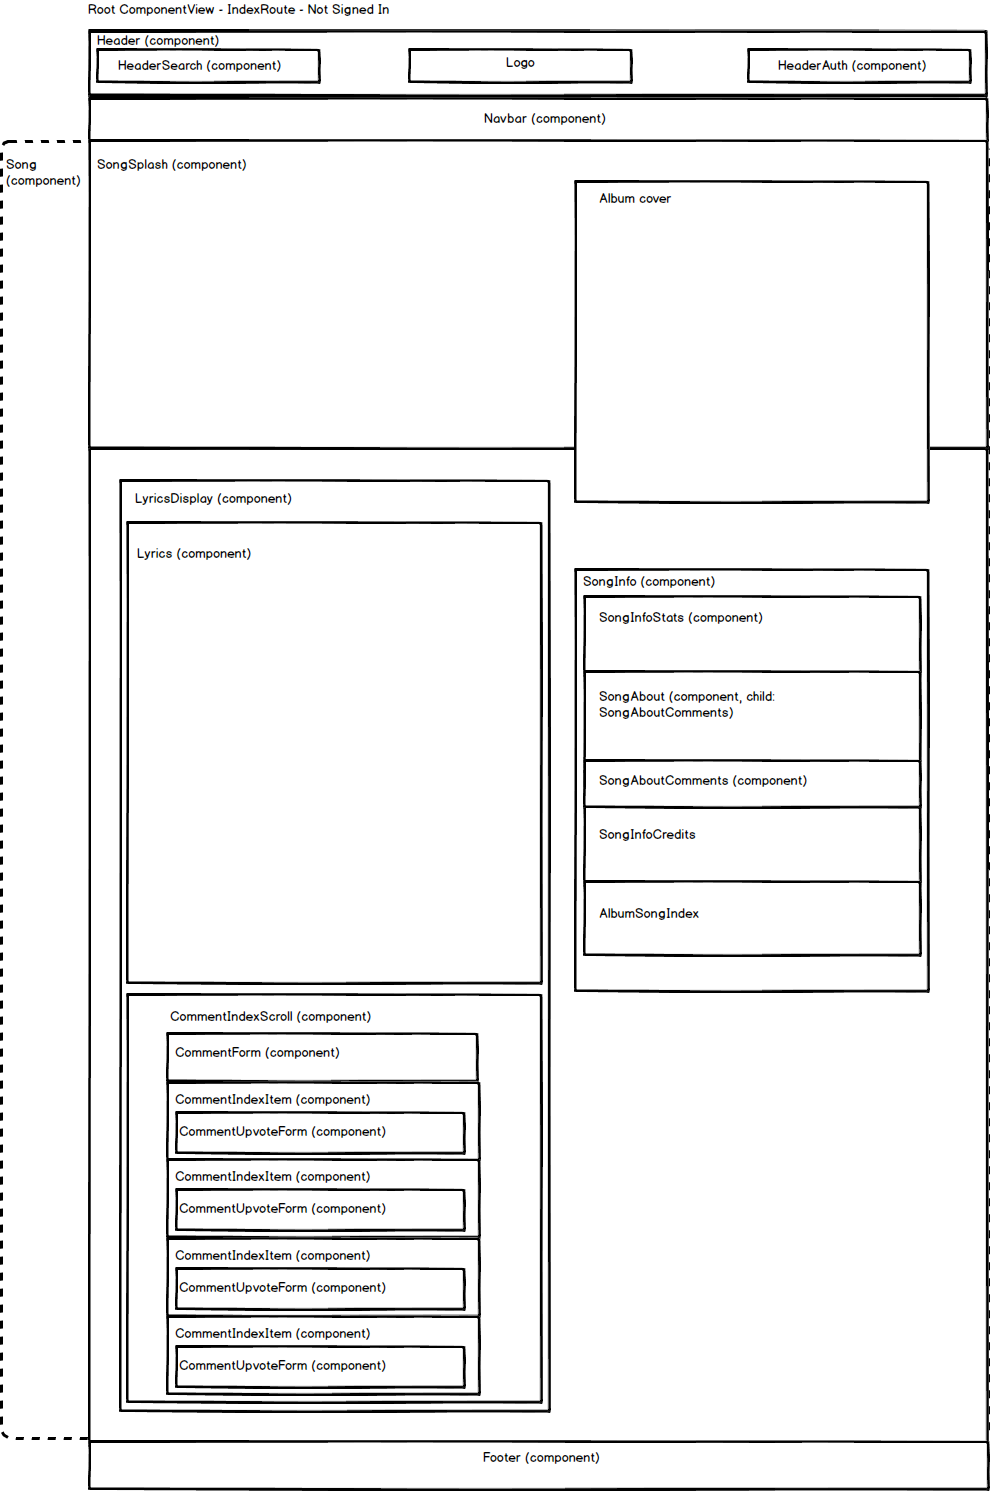 Root ComponentView - IndexRoute - Not Signed In
Header (component)
HeaderSearch (component)
Logo
HeaderAuth (component)
Navbar (component)
Song
(component)
SongSplash (component)
Album cover
LyricsDisplay (component)
Lyrics (component)
SongInfo (component)
SongInfoStats (component)
SongAbout (component, child:
SongAboutComments)
SongAboutComments (component)
SongInfoCredits
AlbumSongIndex
CommentIndexScroll (component)
CommentForm (component)
CommentIndexItem (component)
CommentUpvoteForm (component)
CommentIndexItem (component)
CommentUpvoteForm (component)
CommentIndexItem (component)
CommentUpvoteForm (component)
CommentIndexItem (component)
CommentUpvoteForm (component)
Footer (component)